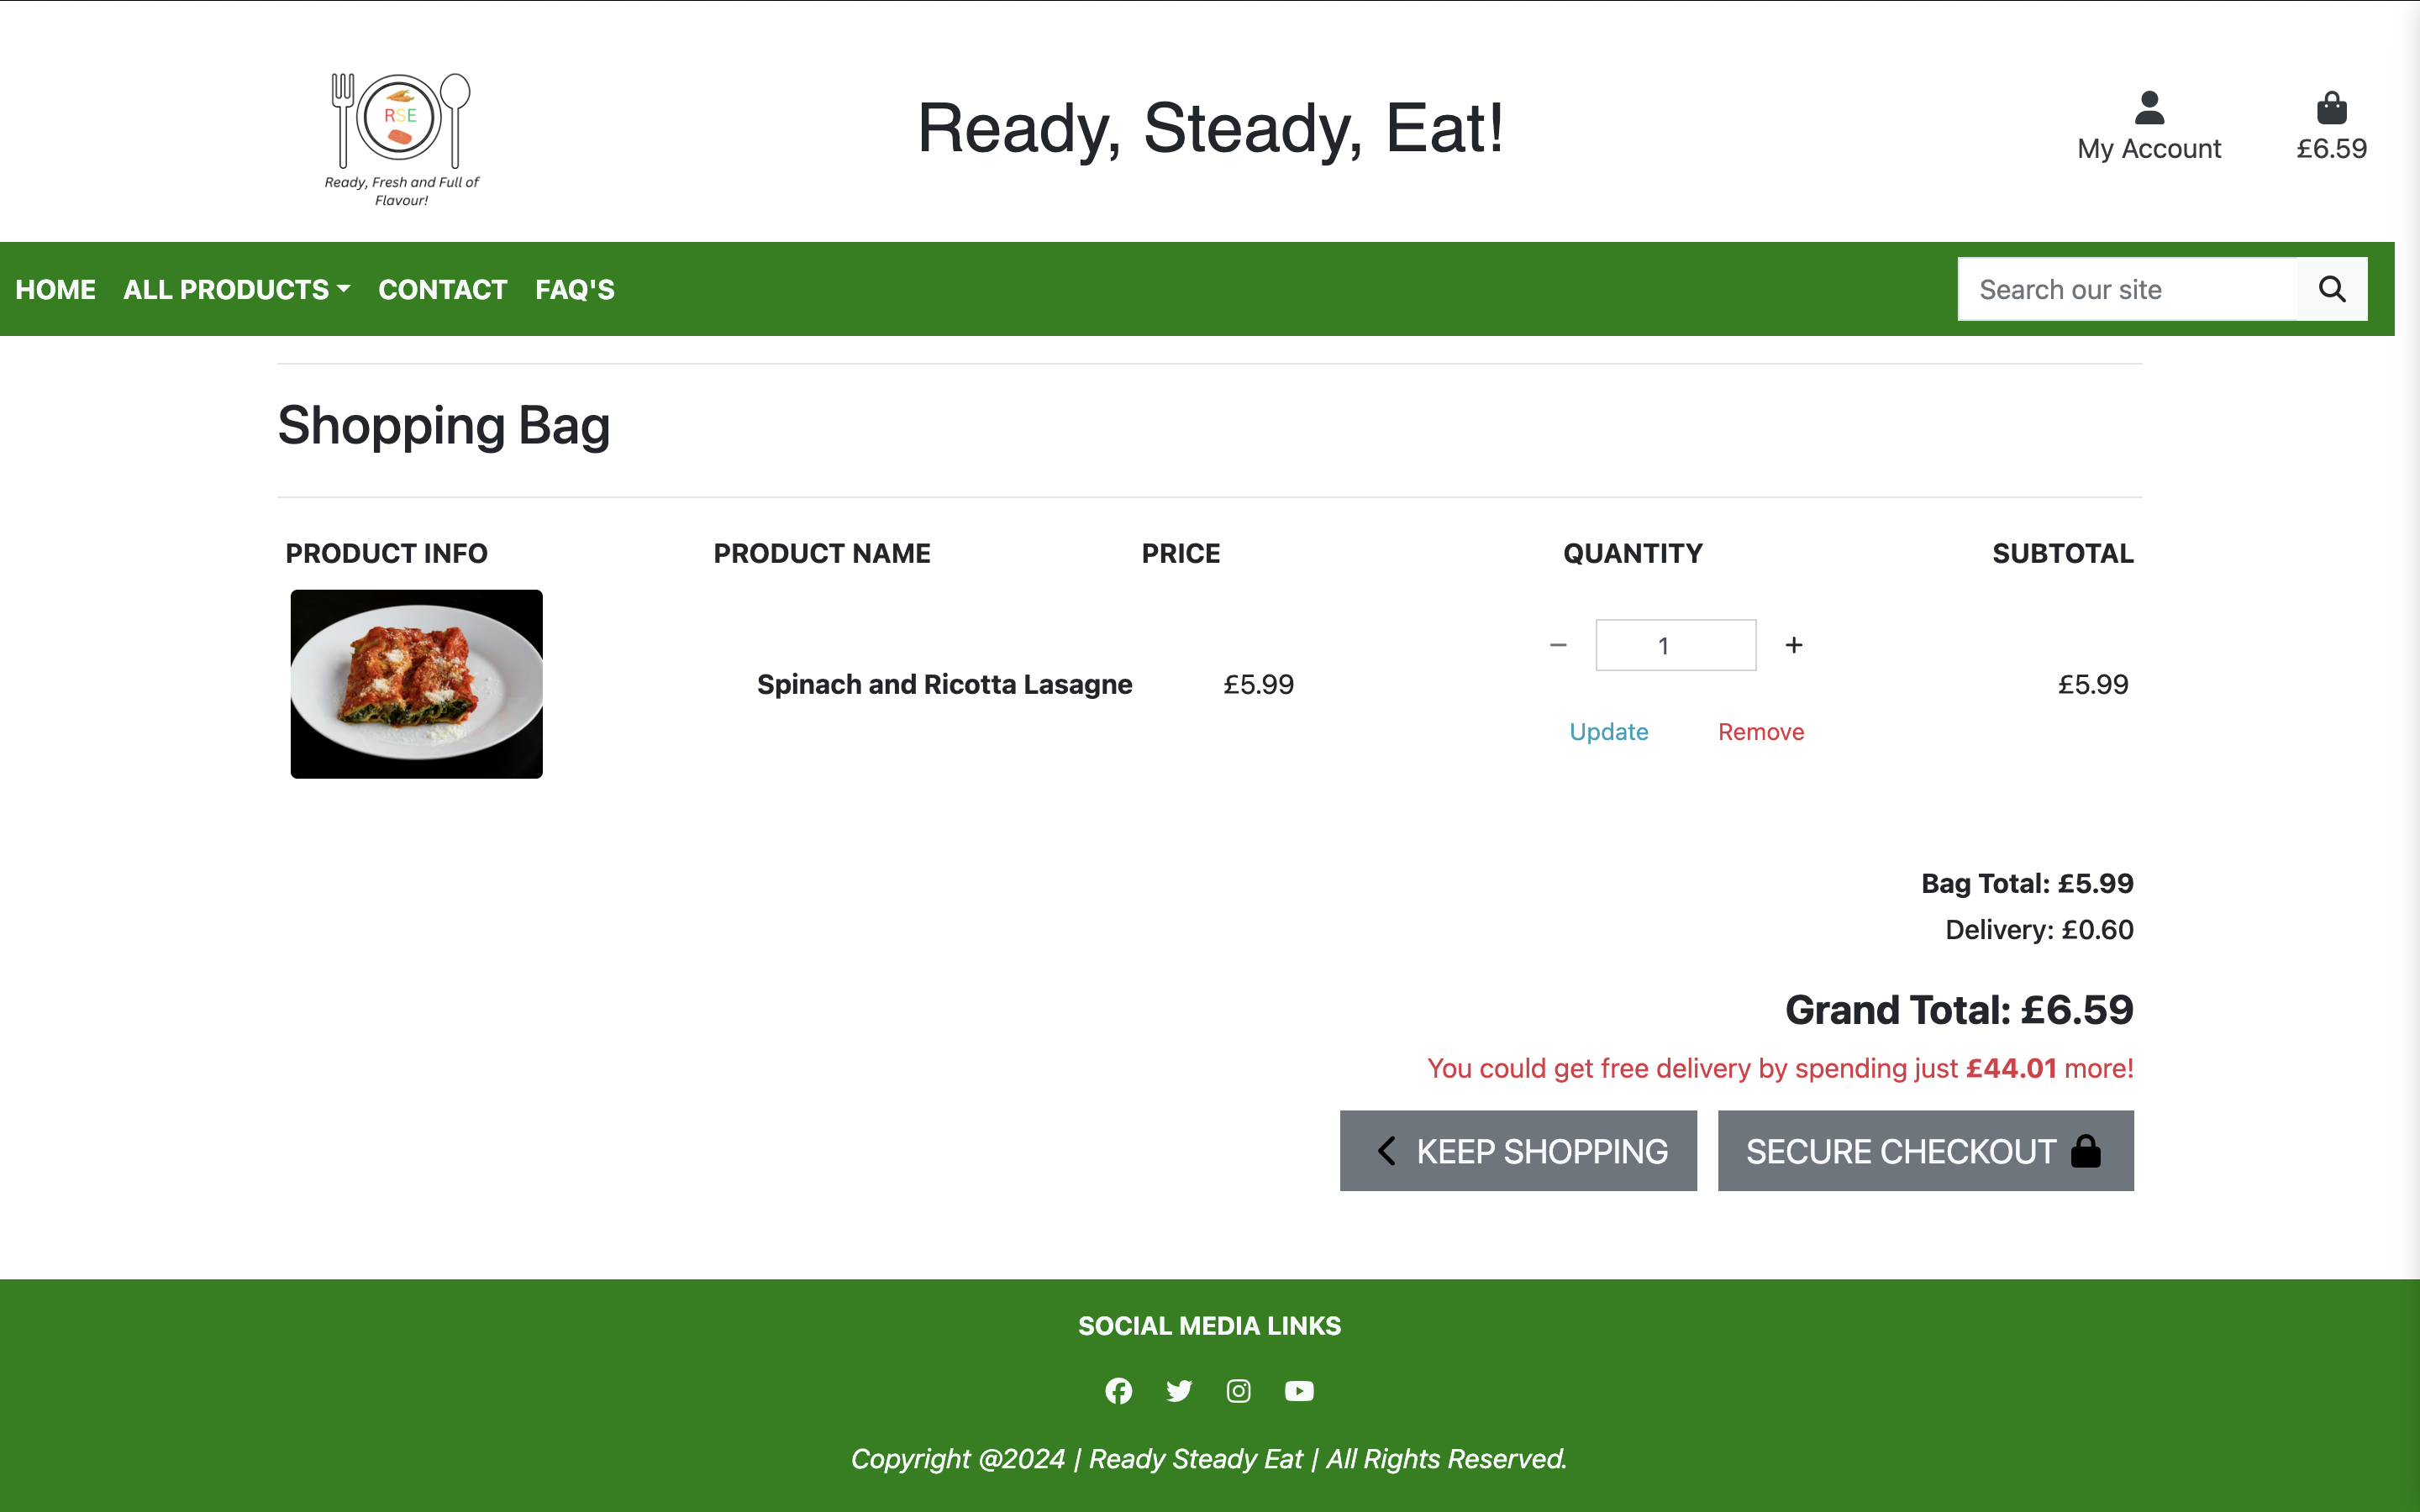 RSE
Ready, Fresh and Full of
Flavour!
Ready, Steady, Eat!
My Account
£6.59
HOME ALL PRODUCTS CONTACT FAQ'S
Search our site
Shopping Bag
PRODUCT INFO PRODUCT NAME PRICE QUANTITY SUBTOTAL
1
Spinach and Ricotta Lasagne £5.99 £5.99
Update Remove
Bag Total: £5.99
Delivery: £0.60
Grand Total: £6.59
You could get free delivery by spending just £44.01 more!
KEEP SHOPPING SECURE CHECKOUT
SOCIAL MEDIA LINKS
Copyright @2024 | Ready Steady Eat | All Rights Reserved.